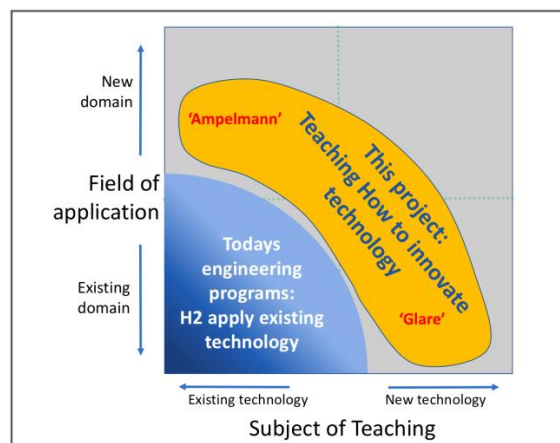 New
domain
Field of
application
Existing
domain
‘Ampelmann’
This project:
Teaching How to innovate
technology
‘Glare’
Todays
engineering
programs:
H2 apply existing
technology
Existing technology
New technology
Subject of Teaching